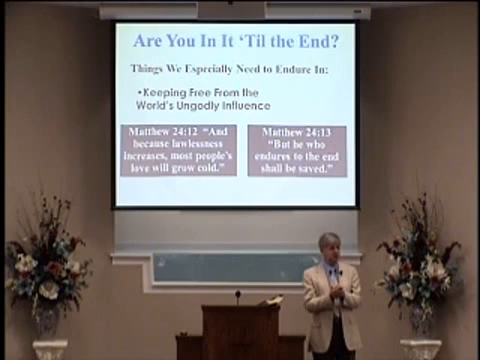 Are You In It ‘Til the End?
Things We Especially Need to Endure In:
•Keeping Free From the
World's Ungodly Influence
Matthew 24:12 “And
because lawlessness
increases, most people's
love will grow cold.”
Matthew 24:13
“But he who
endures to the end
shall be saved.”